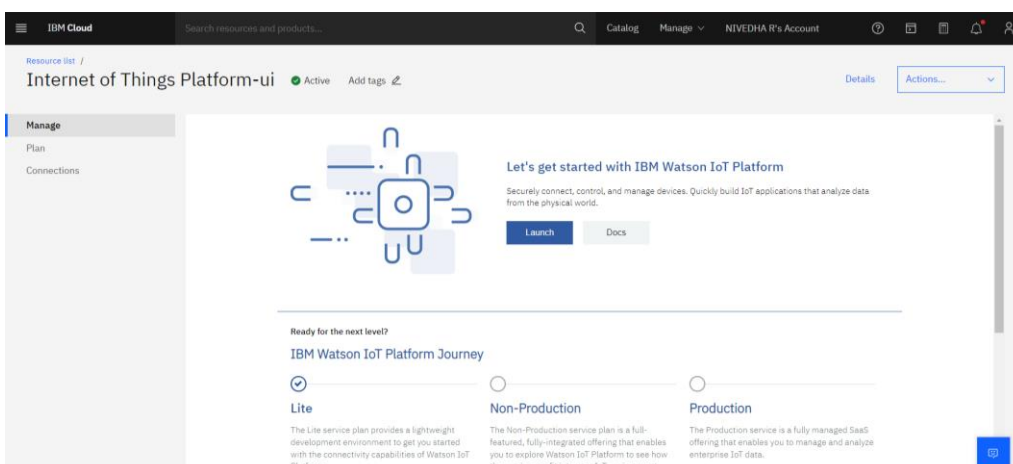 IBM Cloud
Search resources and products...
Catalog
Manage
NIVEDHA R's Account
Resource list /
Internet of Things Platform-ui
Active
Add tags
Details
Actions...
Manage
Plan
Connections
Let's get started with IBM Watson IoT Platform
Securely connect, control, and manage devices. Quickly build IoT applications that analyze data
from the physical world.
Launch
Docs
Ready for the next level?
IBM Watson IoT Platform Journey
Lite
The Lite service plan provides a lightweight
development environment to get you started
with the connectivity capabilities of Watson IoT
Non-Production
The Non-Production service plan is a full-
featured, fully-integrated offering that enables
you to explore Watson IoT Platform to see how
Production
The Production service is a fully managed SaaS
offering that enables you to manage and analyze
enterprise IoT data.